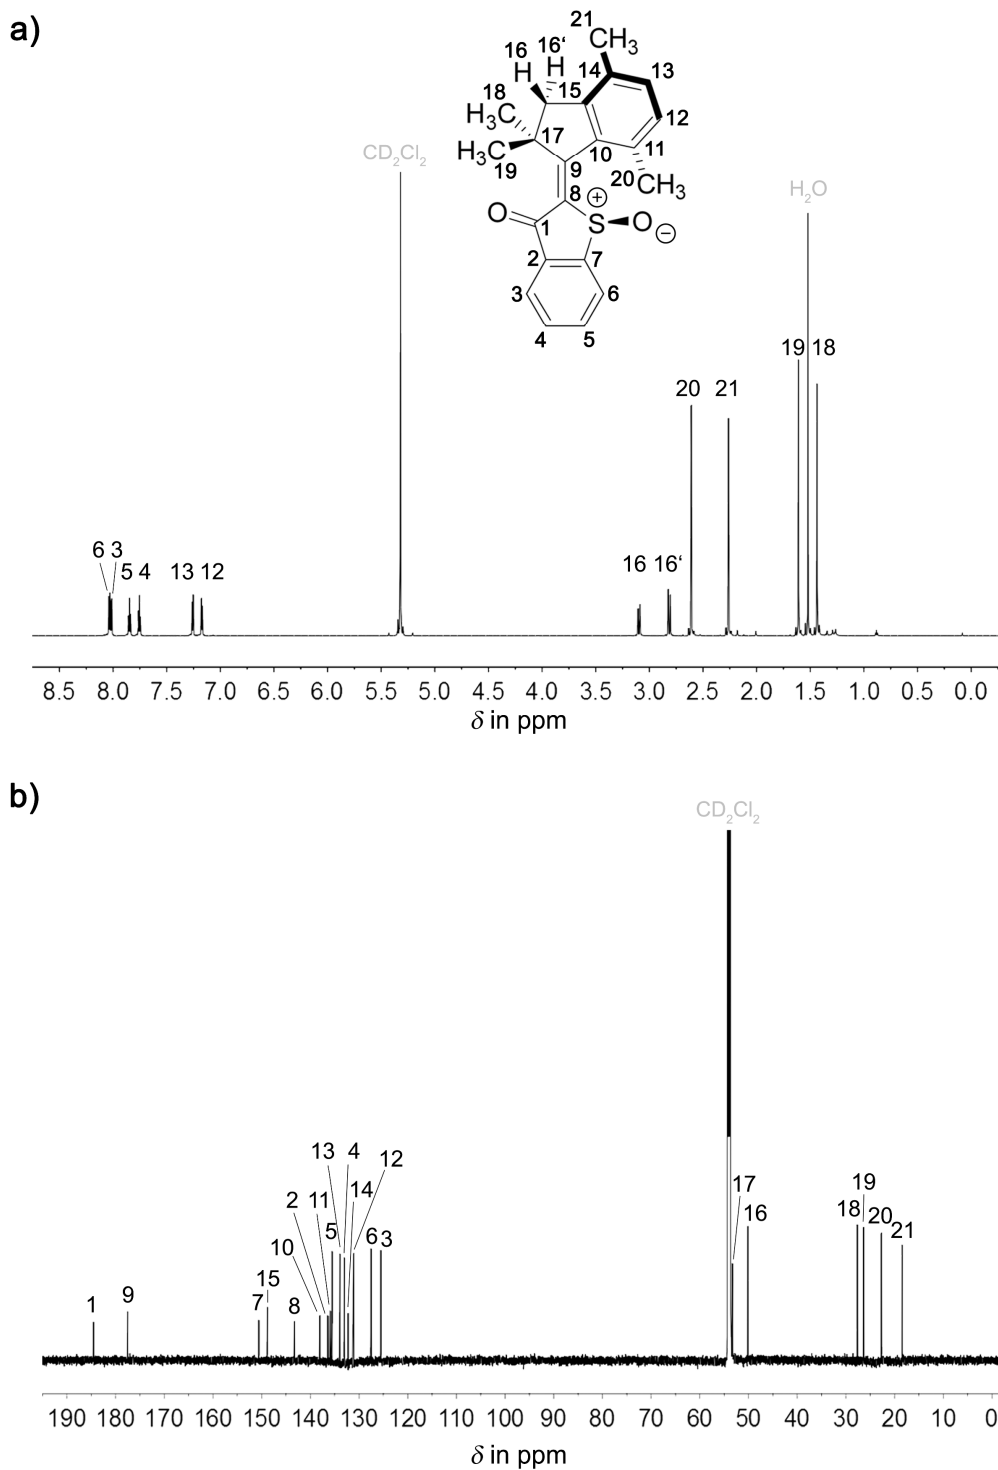 a)
21
CH₃
16 16‘
H H
14 13
15
18
H₃C
12
17
H₃C
10
11
19
9
20 CH₃
8
⊕
O
S
O
⊖
1
2
7
3
6
4
5
CD₂Cl₂
H₂O
19 18
20 21
6 3
5 4 13 12
16 16‘
8.5 8.0 7.5 7.0 6.5 6.0 5.5 5.0 4.5 4.0 3.5 3.0 2.5 2.0 1.5 1.0 0.5 0.0
δ in ppm
b)
CD₂Cl₂
13 4
12
14
2 11
5
10
6 3
15
7
8
9
1
17
16
19
18
20
21
190 180 170 160 150 140 130 120 110 100 90 80 70 60 50 40 30 20 10 0
δ in ppm